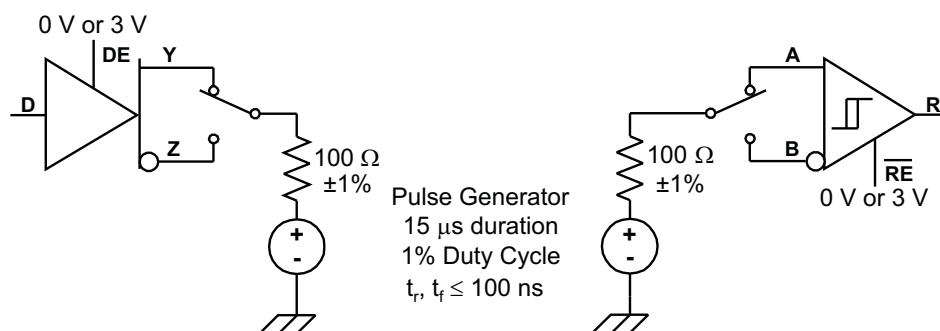 0 V or 3 V
DE
Y
D
Z
100 Ω
±1%
+
-
Pulse Generator
15 μs duration
1% Duty Cycle
tr, tf ≤ 100 ns
A
R
B
100 Ω
±1%
RE
0 V or 3 V
+
-